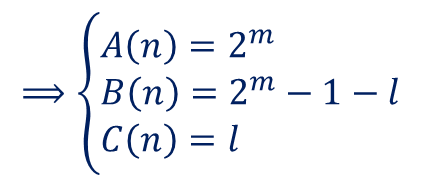 ⟹ { A(n) = 2^m
B(n) = 2^m − 1 − l
C(n) = l